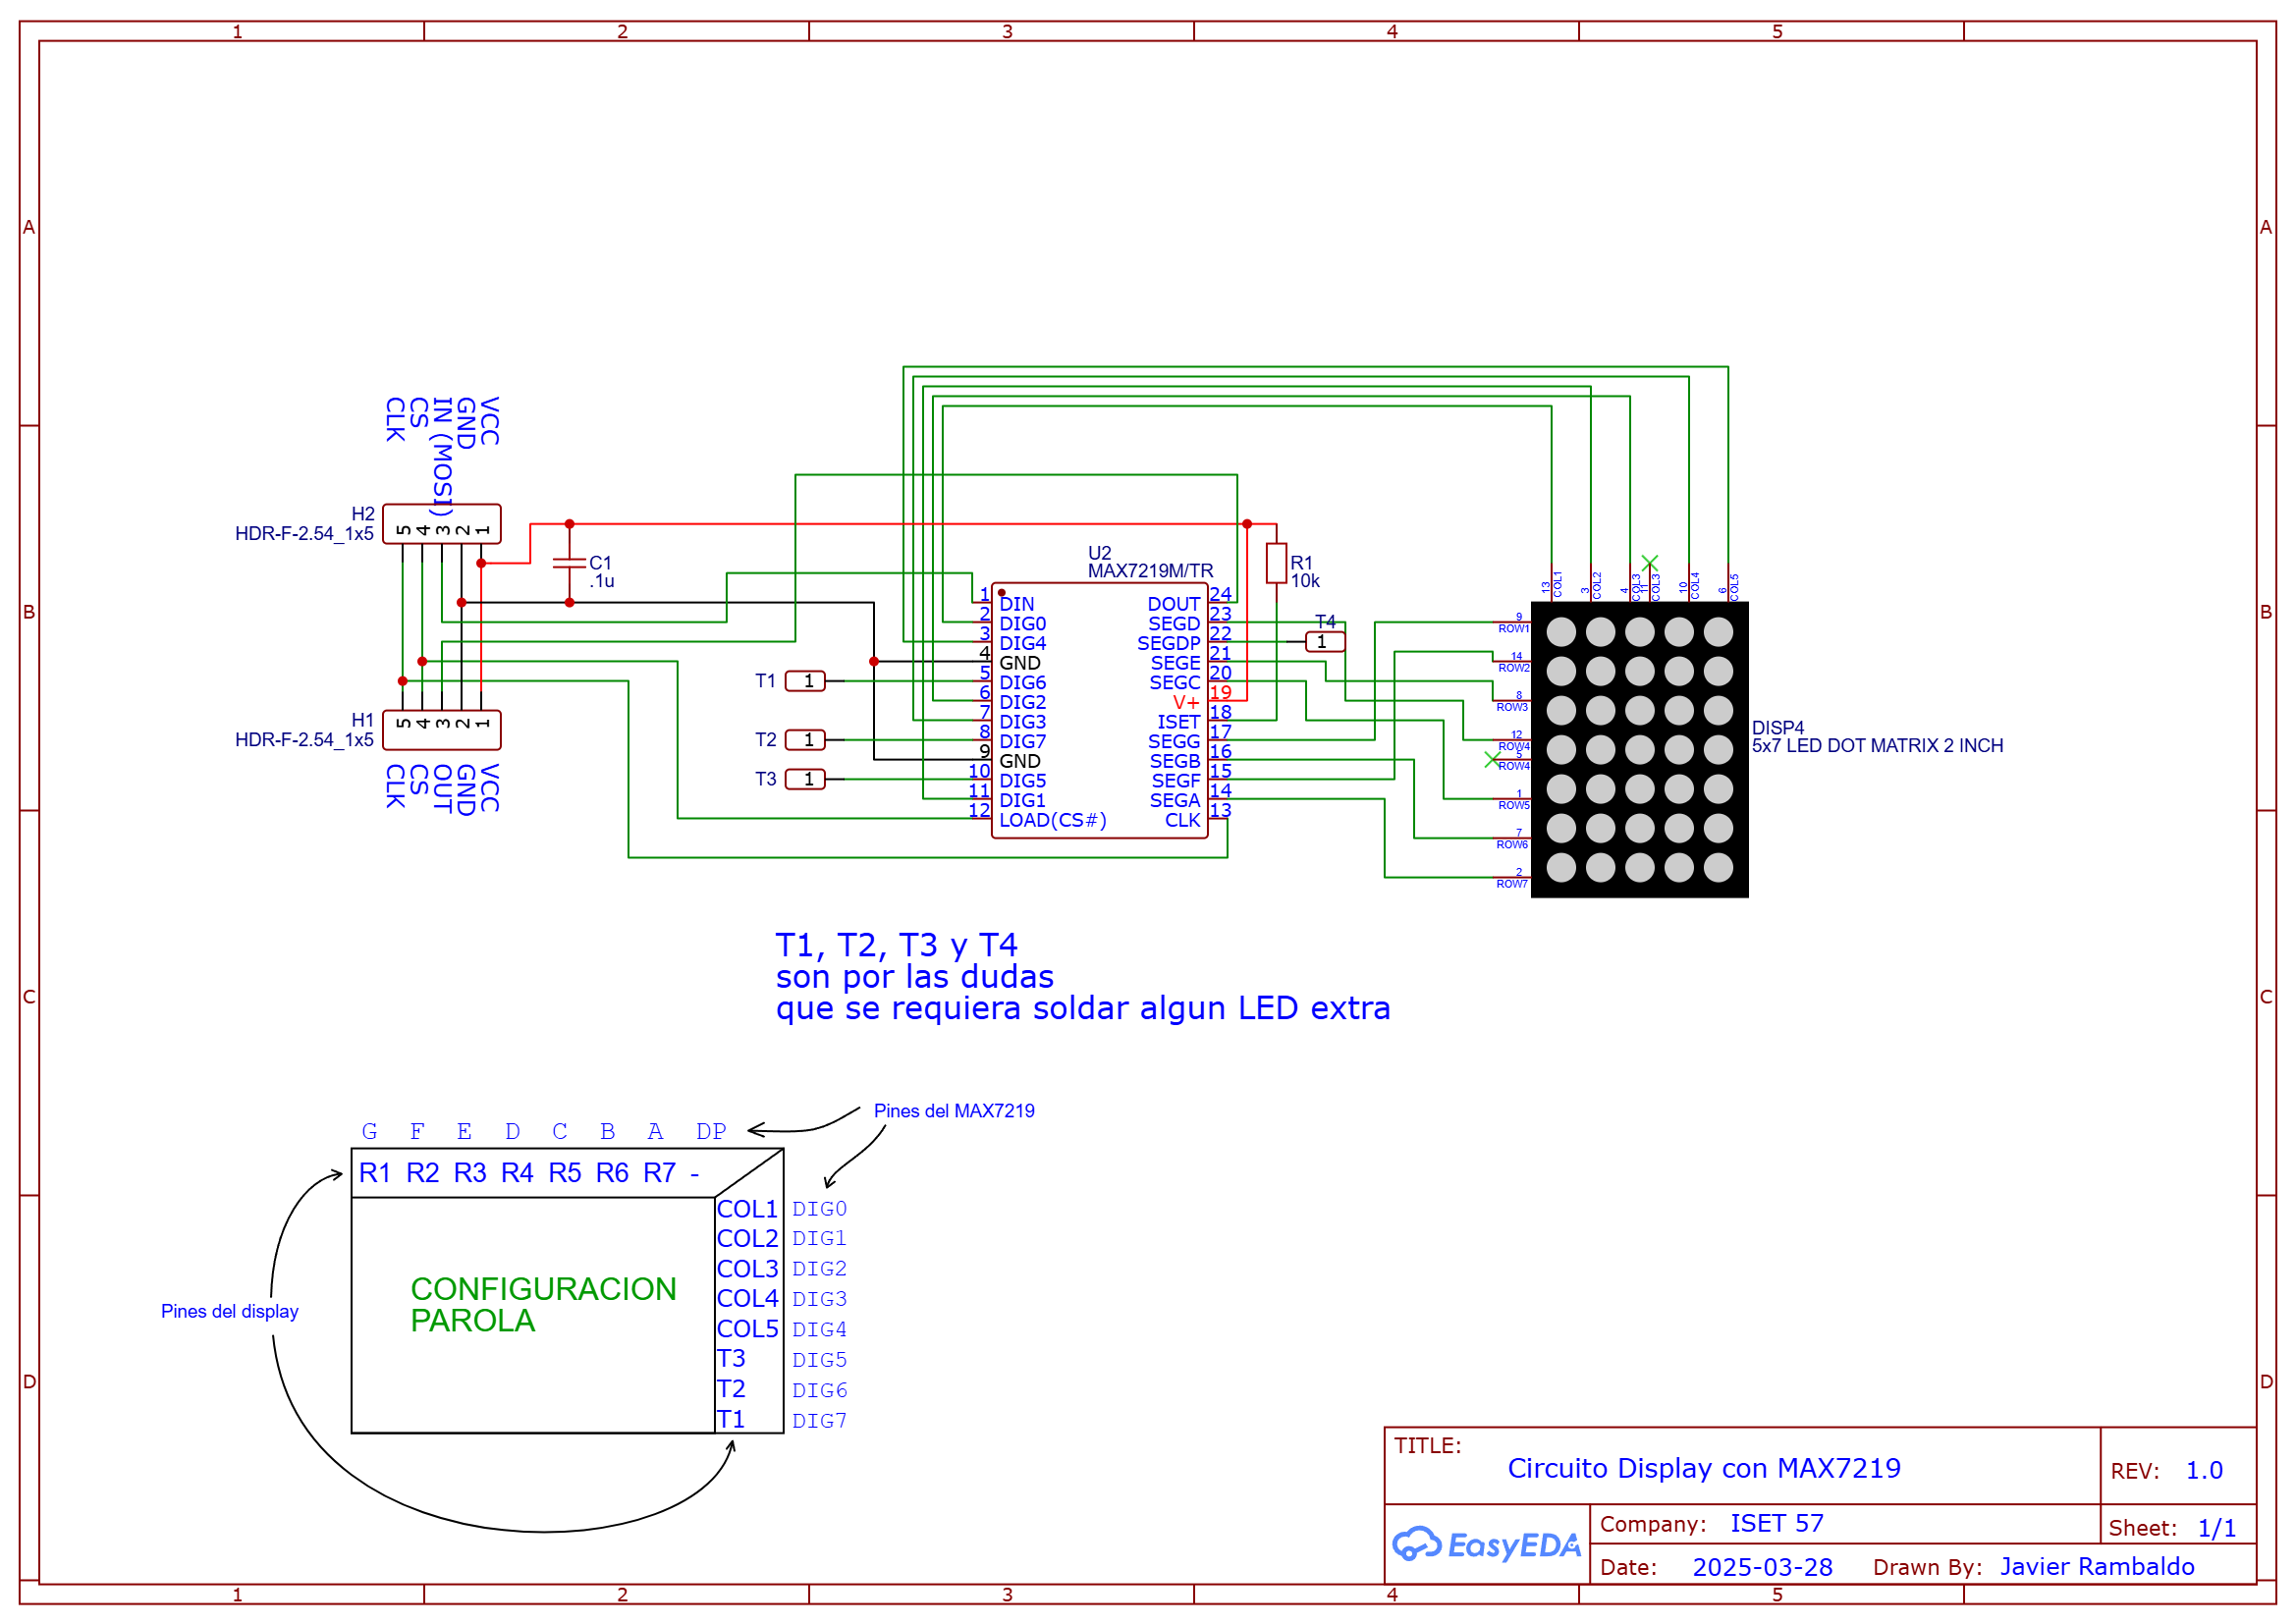 1 2 3 4 5
A A
B B
C C
D D
CLK
CS
IN (MOSI)
GND
VCC
H2
HDR-F-2.54_1x5
5 4 3 2 1
C1
.1u
H1
HDR-F-2.54_1x5
5 4 3 2 1
CLK
CS
OUT
GND
VCC
T1 1
T2 1
T3 1
U2
MAX7219M/TR
1 DIN
2 DIG0
3 DIG4
4 GND
5 DIG6
6 DIG2
7 DIG3
8 DIG7
9 GND
10 DIG5
11 DIG1
12 LOAD(CS#)
DOUT 24
SEGD 23
SEGDP 22
SEGE 21
SEGC 20
V+ 19
ISET 18
SEGG 17
SEGB 16
SEGF 15
SEGA 14
CLK 13
R1
10k
T4
1
13 COL1
3 COL2
4 COL3
11 COL3
10 COL4
6 COL5
9 ROW1
14 ROW2
8 ROW3
12 ROW4
5 ROW4
1 ROW5
7 ROW6
2 ROW7
DISP4
5x7 LED DOT MATRIX 2 INCH
T1, T2, T3 y T4
son por las dudas
que se requiera soldar algun LED extra
Pines del MAX7219
G F E D C B A DP
R1 R2 R3 R4 R5 R6 R7 -
COL1 DIG0
COL2 DIG1
COL3 DIG2
COL4 DIG3
COL5 DIG4
T3 DIG5
T2 DIG6
T1 DIG7
CONFIGURACION
PAROLA
Pines del display
TITLE:
Circuito Display con MAX7219
REV: 1.0
EasyEDA
Company: ISET 57
Sheet: 1/1
Date: 2025-03-28 Drawn By: Javier Rambaldo
1 2 3 4 5